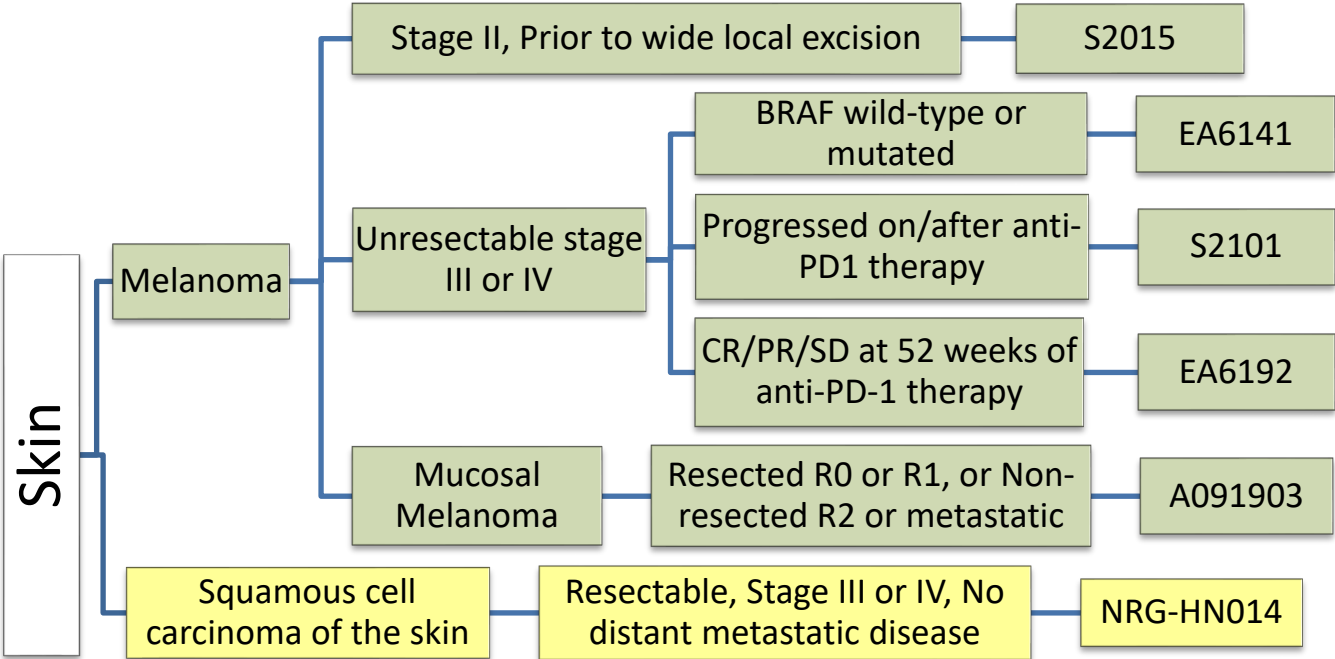 Skin
Melanoma
Stage II, Prior to wide local excision
S2015
Unresectable stage
III or IV
BRAF wild-type or
mutated
EA6141
Progressed on/after anti-
PD1 therapy
S2101
CR/PR/SD at 52 weeks of
anti-PD-1 therapy
EA6192
Mucosal
Melanoma
Resected R0 or R1, or Non-
resected R2 or metastatic
A091903
Squamous cell
carcinoma of the skin
Resectable, Stage III or IV, No
distant metastatic disease
NRG-HN014